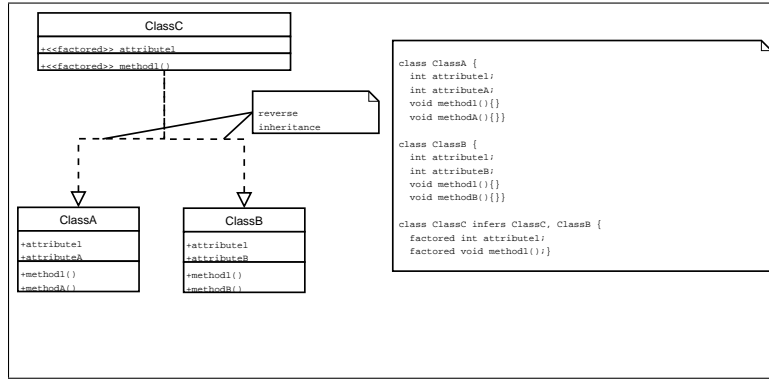 ClassC
+<<factored>> attribute1
+<<factored>> method1()
reverse
inheritance
ClassA
+attribute1
+attributeA
+method1()
+methodA()
ClassB
+attribute1
+attributeB
+method1()
+methodB()
class ClassA {
int attribute1;
int attributeA;
void method1(){}
void methodA(){}}
class ClassB {
int attribute1;
int attributeB;
void method1(){}
void methodB(){}}
class ClassC infers ClassC, ClassB {
factored int attribute1;
factored void method1();}